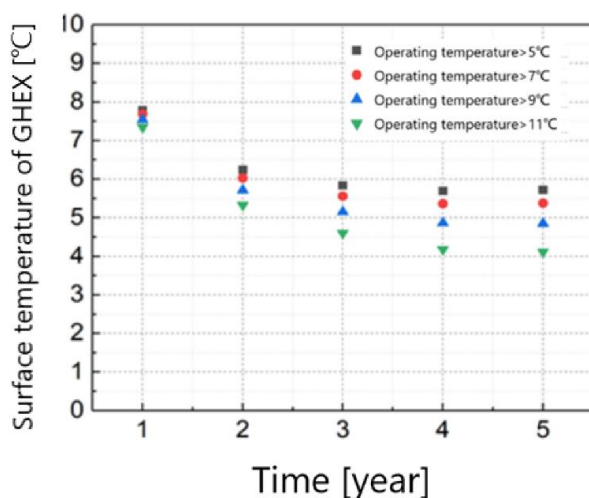 Surface temperature of GHEX [℃]
10
9
8
7
6
5
4
3
2
1
0
Operating temperature>5℃
Operating temperature>7℃
Operating temperature>9℃
Operating temperature>11℃
1 2 3 4 5
Time [year]